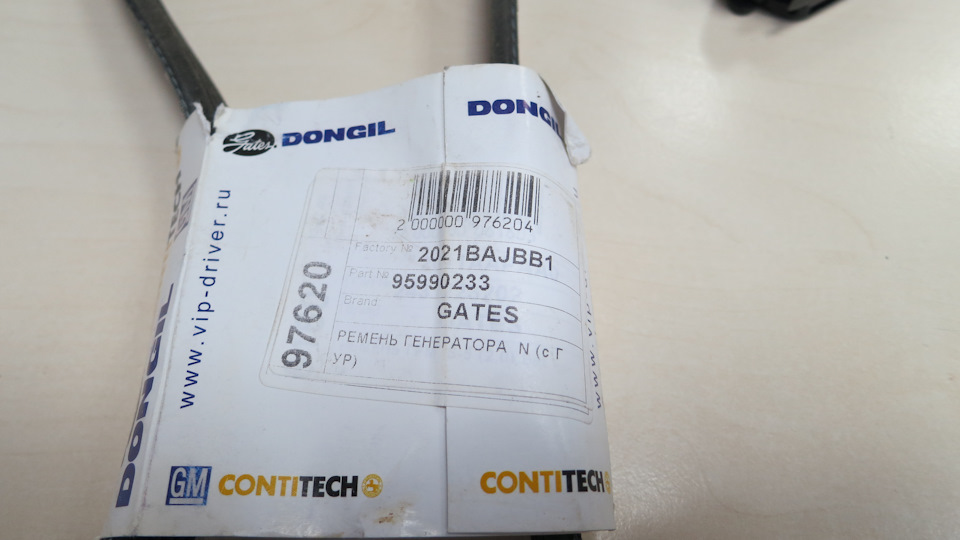 Gates DONGIL
DONGIL
www.vip-driver.ru
2 000000 976204
Factory № 2021BAJBB1
Part № 95990233
Brand GATES
97620
РЕМЕНЬ ГЕНЕРАТОРА N (с Г
УР)
DONGIL
GM CONTITECH
CONTITECH